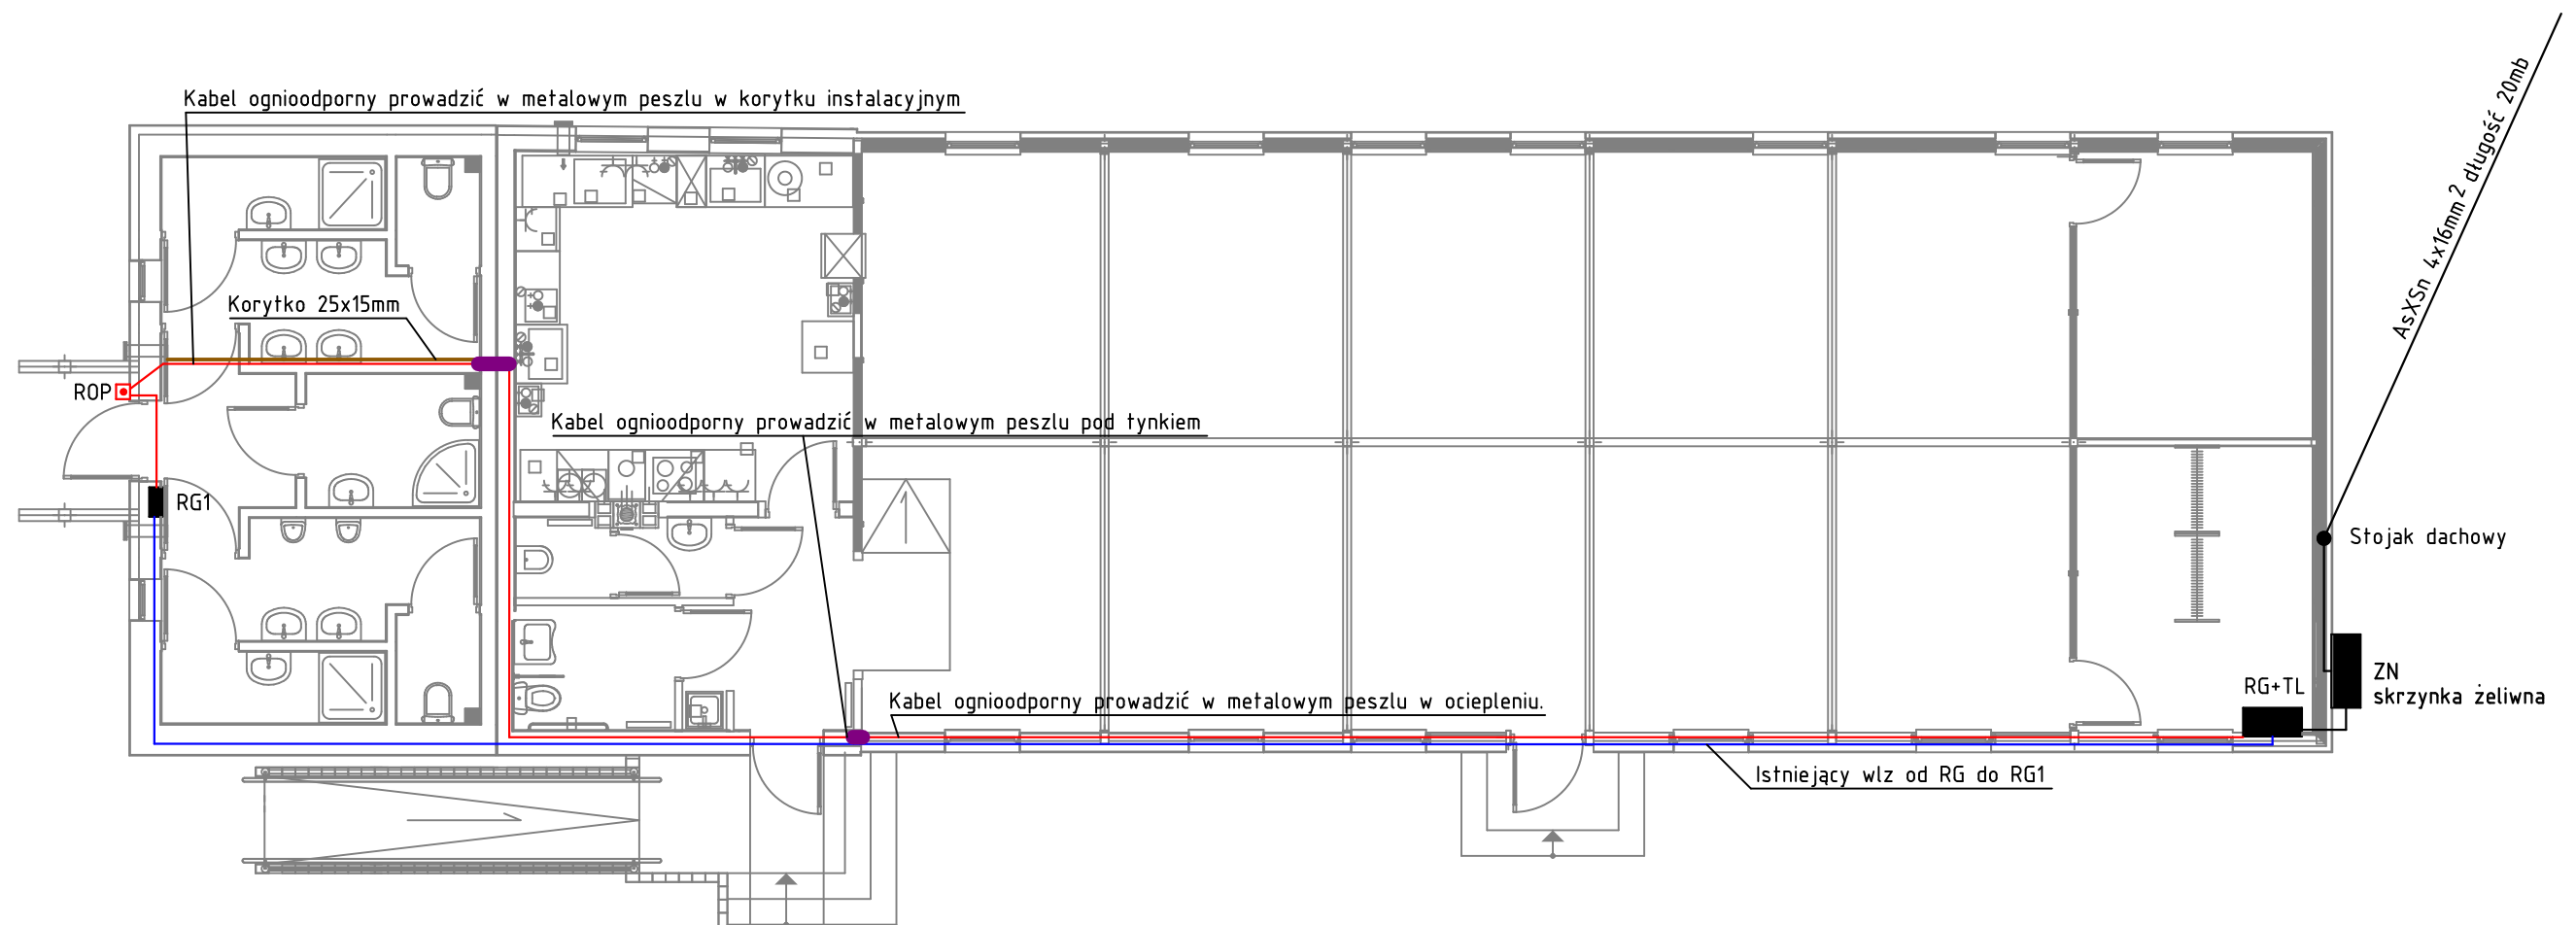 Kabel ognioodporny prowadzić w metalowym peszlu w korytku instalacyjnym
AsXSn 4x16mm2 długość 20mb
Korytko 25x15mm
ROP
Kabel ognioodporny prowadzić w metalowym peszlu pod tynkiem
RG1
Stojak dachowy
ZN
skrzynka żeliwna
RG+TL
Kabel ognioodporny prowadzić w metalowym peszlu w ociepleniu.
Istniejący wlz od RG do RG1